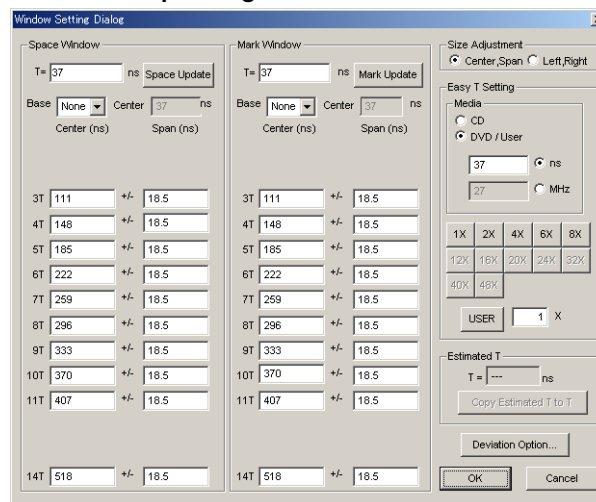 Window Setting Dialog
Space Window
T= 37 ns Space Update
Base None Center 37 ns
Center (ns) Span (ns)
3T 111 +/- 18.5
4T 148 +/- 18.5
5T 185 +/- 18.5
6T 222 +/- 18.5
7T 259 +/- 18.5
8T 296 +/- 18.5
9T 333 +/- 18.5
10T 370 +/- 18.5
11T 407 +/- 18.5
14T 518 +/- 18.5
Mark Window
T= 37 ns Mark Update
Base None Center 37 ns
Center (ns) Span (ns)
3T 111 +/- 18.5
4T 148 +/- 18.5
5T 185 +/- 18.5
6T 222 +/- 18.5
7T 259 +/- 18.5
8T 296 +/- 18.5
9T 333 +/- 18.5
10T 370 +/- 18.5
11T 407 +/- 18.5
14T 518 +/- 18.5
Size Adjustment
Center,Span Left,Right
Easy T Setting
Media
CD
DVD / User
37 ns
27 MHz
1X 2X 4X 6X 8X
12X 16X 20X 24X 32X
40X 48X
USER 1 X
Estimated T
T = --- ns
Copy Estimated T to T
Deviation Option...
OK Cancel